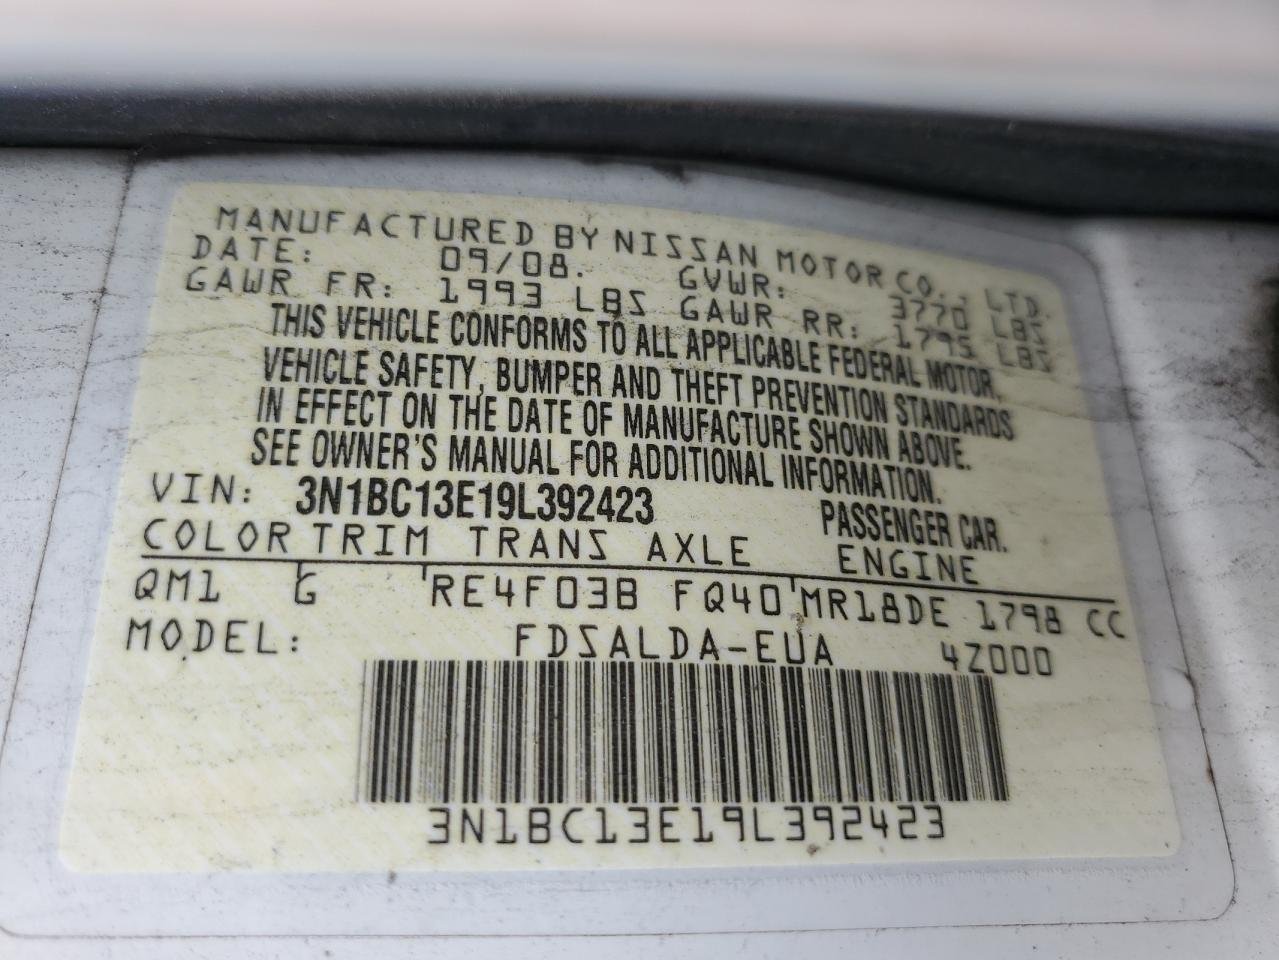 MANUFACTURED BY NISSAN MOTOR CO., LTD.
DATE: 09/08. GVWR: 3770 LBS
GAWR FR: 1993 LBS GAWR RR: 1795 LBS
THIS VEHICLE CONFORMS TO ALL APPLICABLE FEDERAL MOTOR
VEHICLE SAFETY, BUMPER AND THEFT PREVENTION STANDARDS
IN EFFECT ON THE DATE OF MANUFACTURE SHOWN ABOVE.
SEE OWNER'S MANUAL FOR ADDITIONAL INFORMATION.
VIN: 3N1BC13E19L392423 PASSENGER CAR.
COLOR TRIM TRANS AXLE ENGINE
QM1 G RE4F03B FQ40 MR18DE 1798 CC
MODEL: FDSALDA-EUA 4Z000
3N1BC13E19L392423